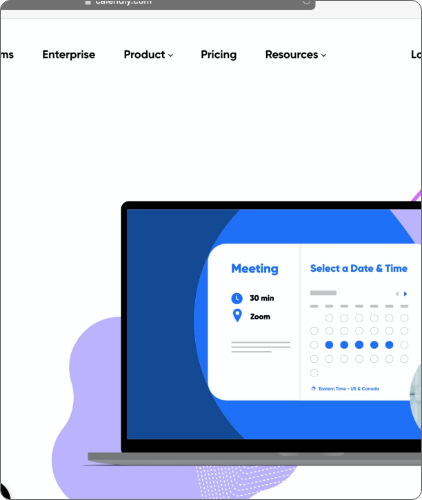 calendly.com
ms Enterprise Product Pricing Resources Lo
Meeting
Select a Date & Time
30 min
Zoom
Eastern Time - US & Canada